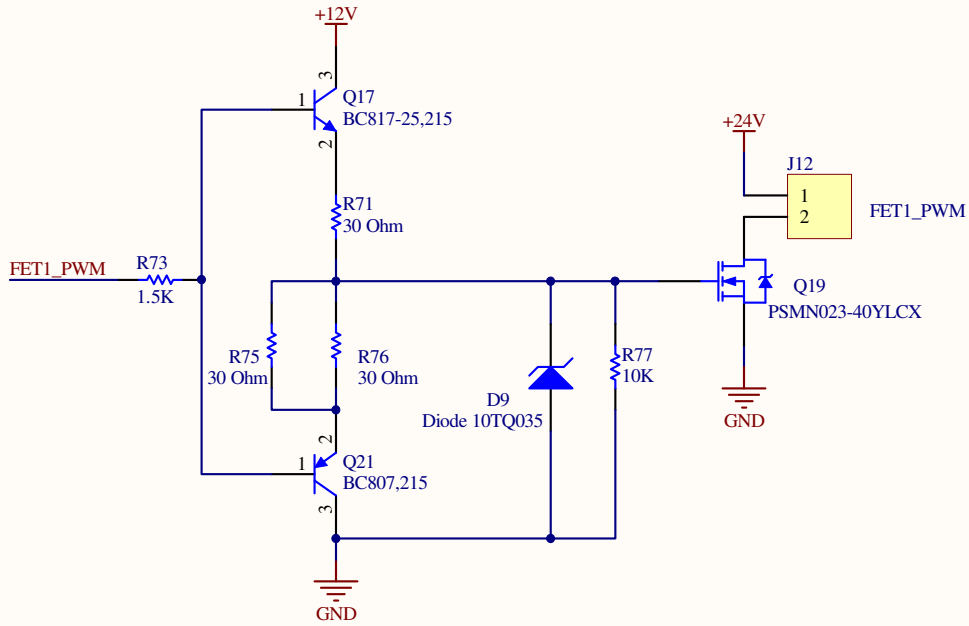 +12V
3
1
Q17
BC817-25,215
2
+24V
J12
1
2
FET1_PWM
R71
30 Ohm
FET1_PWM
R73
1.5K
Q19
PSMN023-40YLCX
R75
30 Ohm
R76
30 Ohm
R77
10K
D9
Diode 10TQ035
GND
2
1
Q21
BC807,215
3
GND